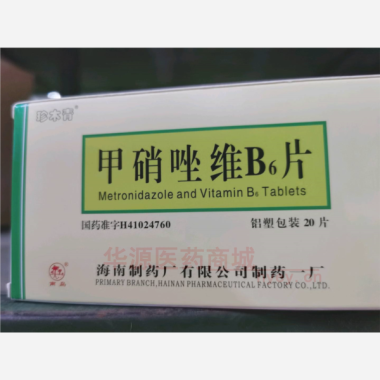 珍木青®
甲硝唑维B₆片
Metronidazole and Vitamin B₆ Tablets
国药准字H41024760 铝塑包装 20 片
华源医药商城
海南制药厂有限公司制药一厂
PRIMARY BRANCH,HAINAN PHARMACEUTICAL FACTORY CO.,LTD.